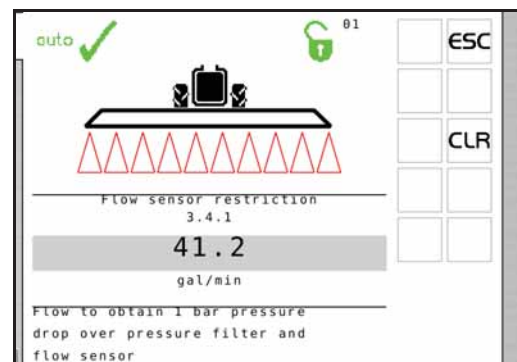 auto
01
ESC
CLR
Flow sensor restriction
3.4.1
41.2
gal/min
Flow to obtain 1 bar pressure
drop over pressure filter and
flow sensor